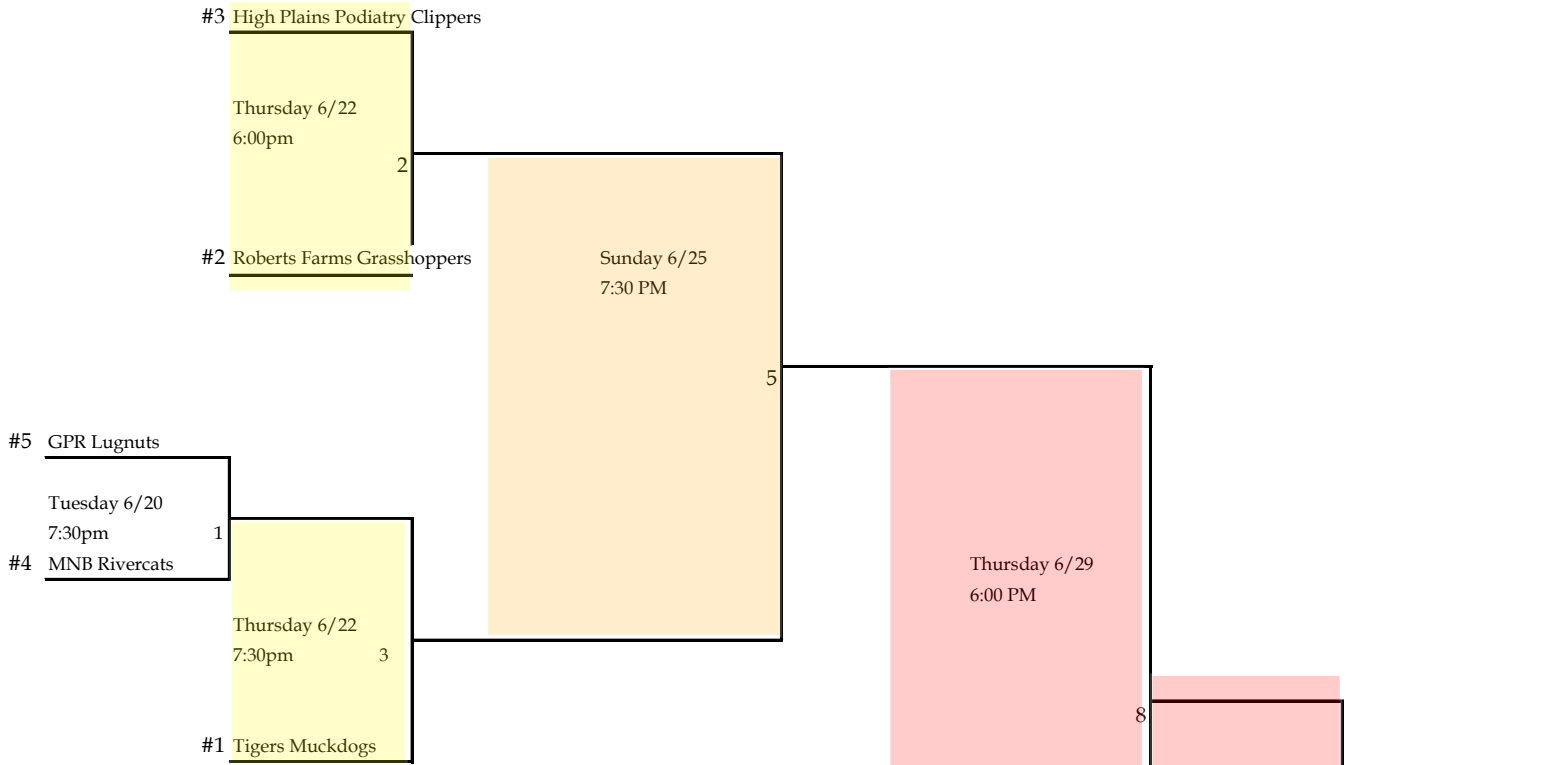 #3 High Plains Podiatry Clippers
Thursday 6/22
6:00pm
2
#2 Roberts Farms Grasshoppers
Sunday 6/25
7:30 PM
5
#5 GPR Lugnuts
Tuesday 6/20
7:30pm 1
#4 MNB Rivercats
Thursday 6/29
6:00 PM
Thursday 6/22
7:30pm 3
8
#1 Tigers Muckdogs